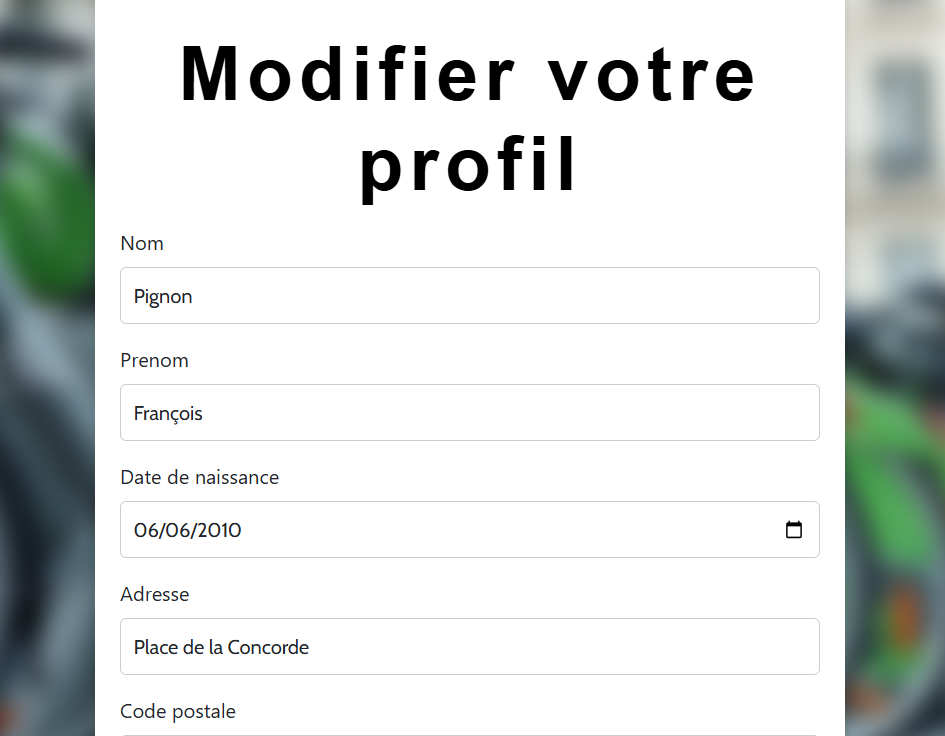 Modifier votre
profil
Nom
Pignon
Prenom
François
Date de naissance
06/06/2010
Adresse
Place de la Concorde
Code postale